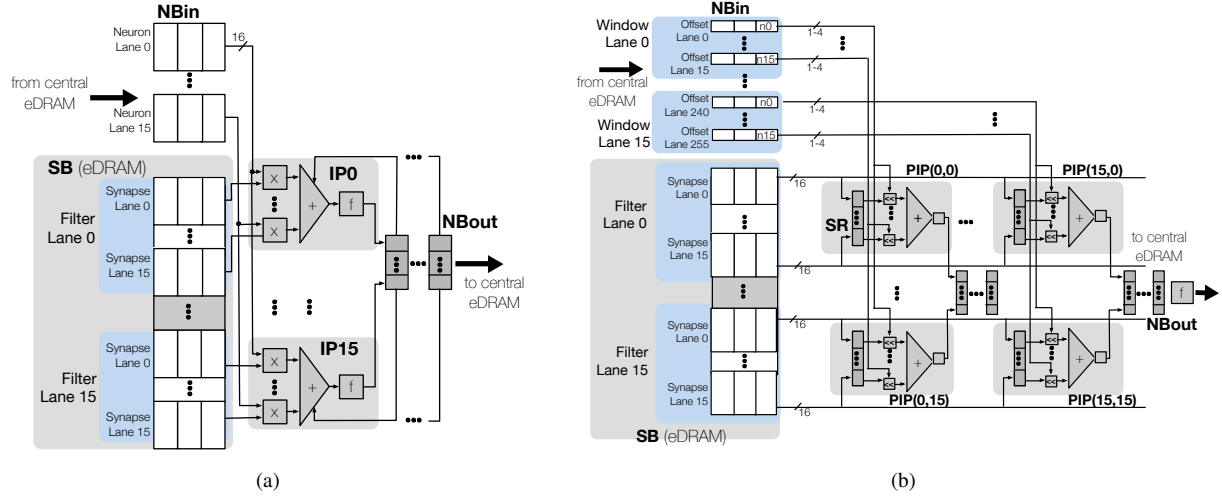 NBin
Neuron
Lane 0
16
from central
eDRAM
Neuron
Lane 15
SB (eDRAM)
Filter
Lane 0
Synapse
Lane 0
Synapse
Lane 15
Filter
Lane 15
Synapse
Lane 0
Synapse
Lane 15
IP0
x
x
+
f
IP15
x
x
+
f
NBout
to central
eDRAM
(a)
NBin
Window
Lane 0
Offset
Lane 0
n0
1-4
Offset
Lane 15
n15
1-4
from central
eDRAM
Window
Lane 15
Offset
Lane 240
n0
1-4
Offset
Lane 255
n15
1-4
Filter
Lane 0
Synapse
Lane 0
16
Synapse
Lane 15
16
Filter
Lane 15
Synapse
Lane 0
16
Synapse
Lane 15
16
SB (eDRAM)
PIP(0,0)
SR
<<
<<
+
PIP(15,0)
<<
<<
+
to central
eDRAM
f
NBout
<<
<<
+
PIP(0,15)
<<
<<
+
PIP(15,15)
(b)